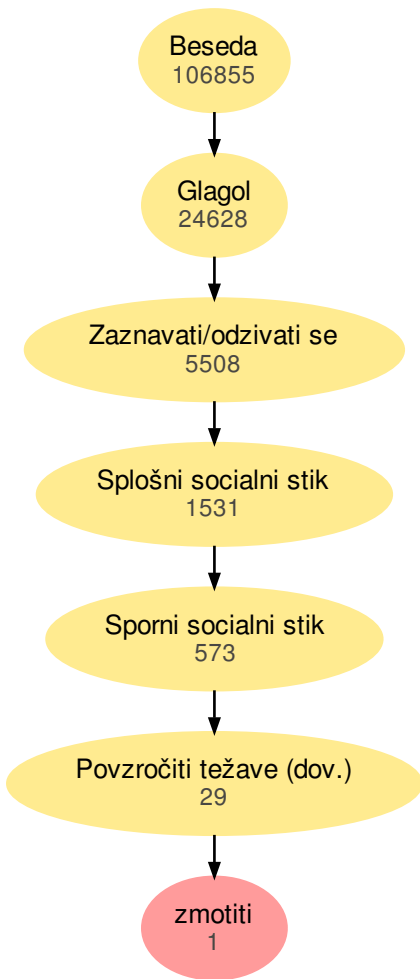 Beseda
106855
Glagol
24628
Zaznavati/odzivati se
5508
Splošni socialni stik
1531
Sporni socialni stik
573
Povzročiti težave (dov.)
29
zmotiti
1